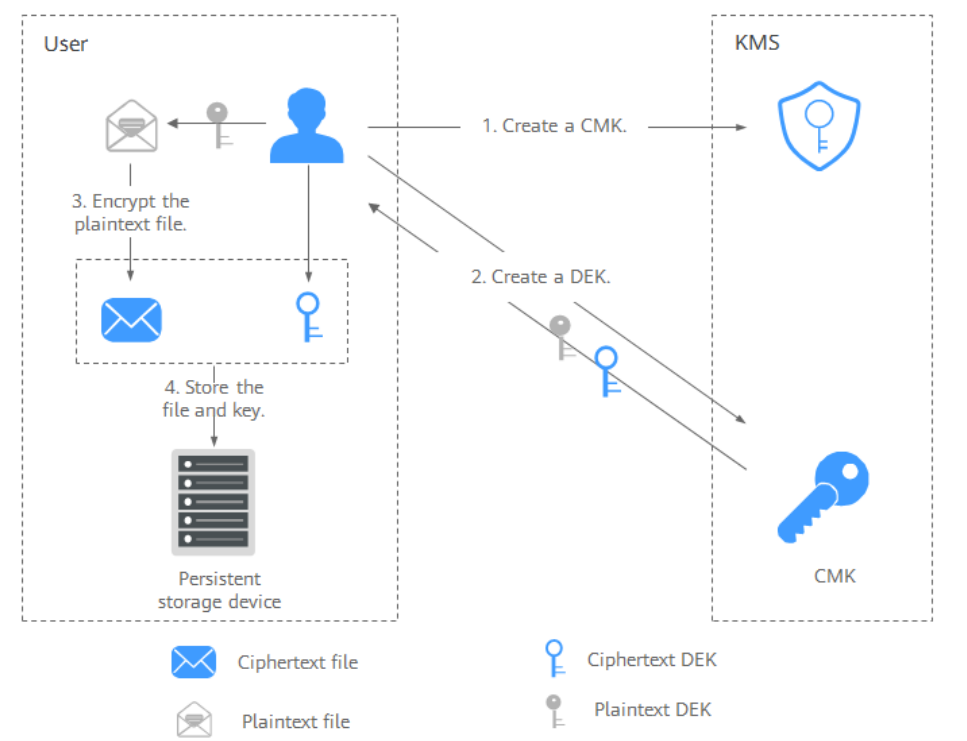 User
KMS
1. Create a CMK.
3. Encrypt the
plaintext file.
2. Create a DEK.
4. Store the
file and key.
Persistent
storage device
CMK
Ciphertext file
Ciphertext DEK
Plaintext file
Plaintext DEK